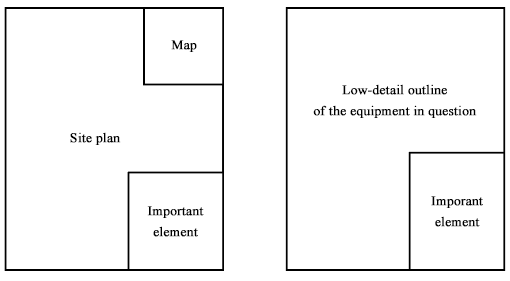 Map
Site plan
Important
element
Low-detail outline
of the equipment in question
Imporant
element